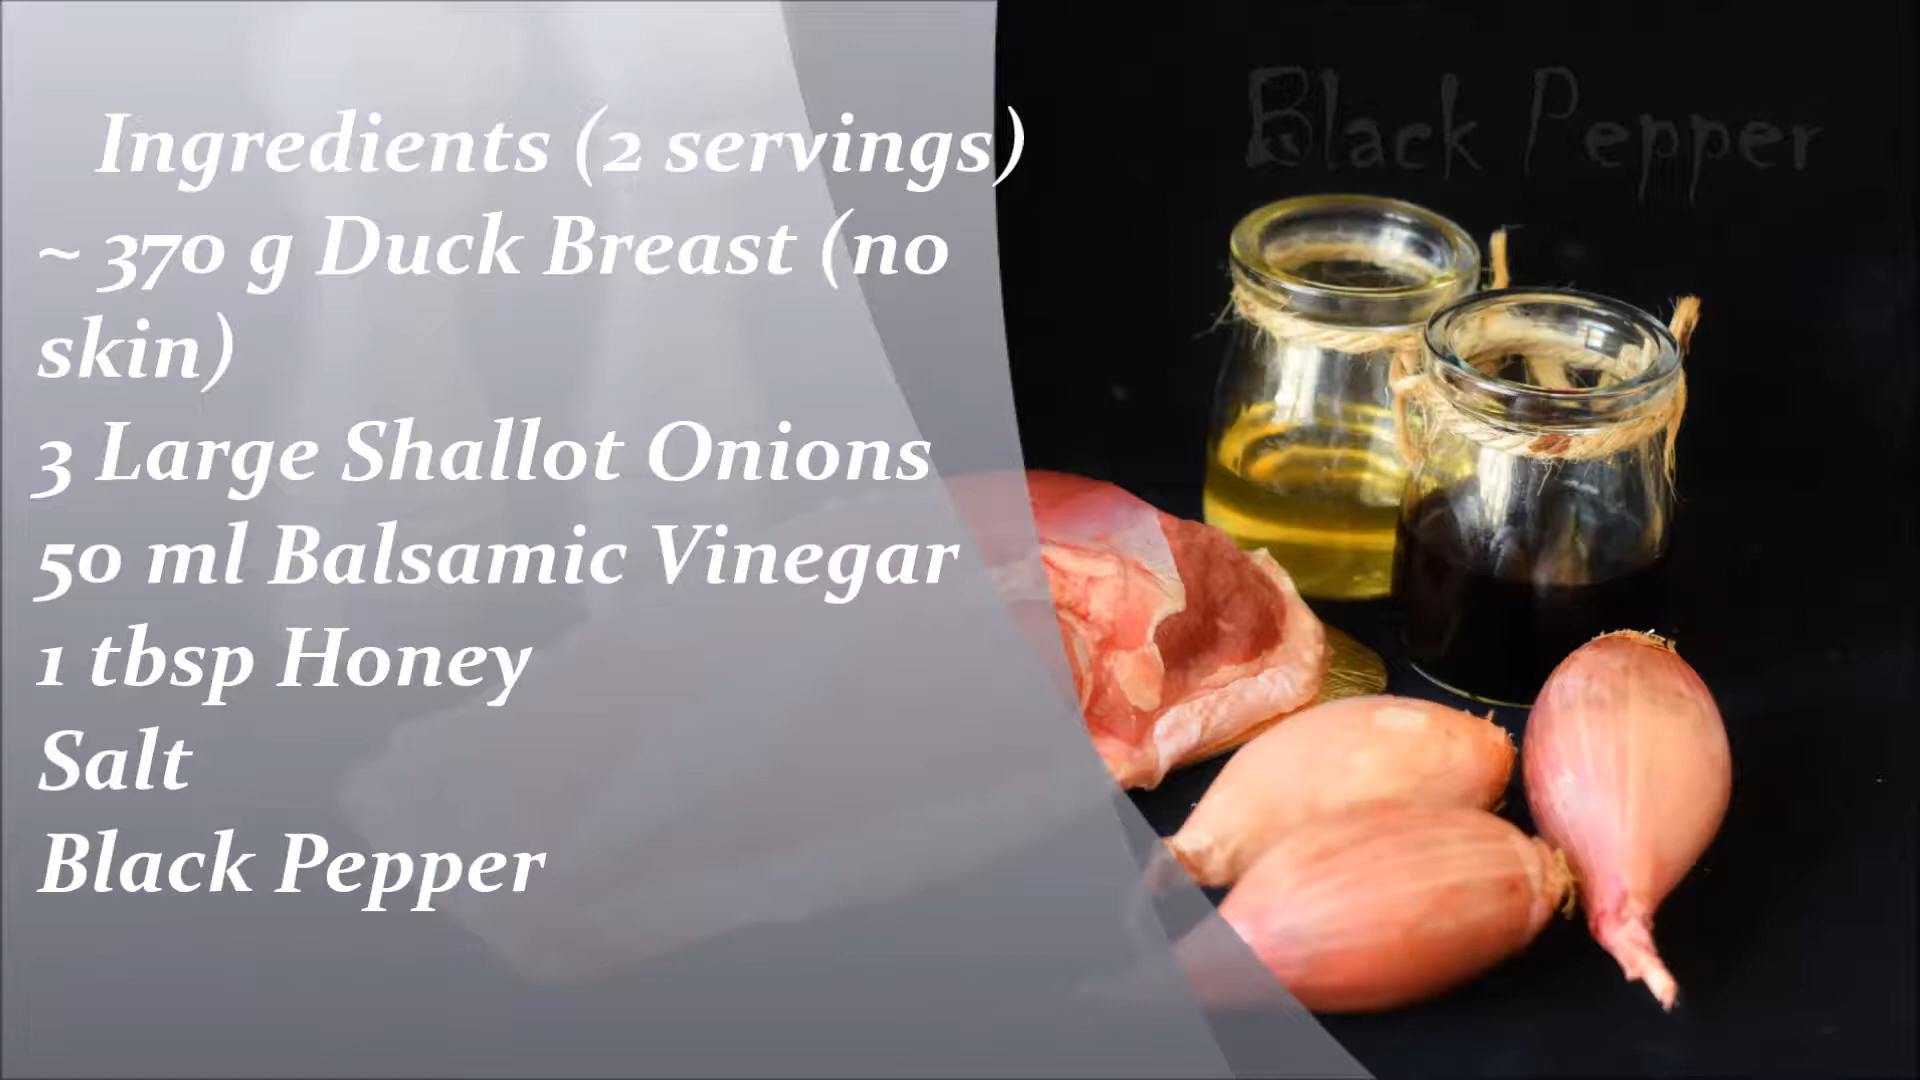 Ingredients (2 servings)
~ 370 g Duck Breast (no
skin)
3 Large Shallot Onions
50 ml Balsamic Vinegar
1 tbsp Honey
Salt
Black Pepper
Black Pepper